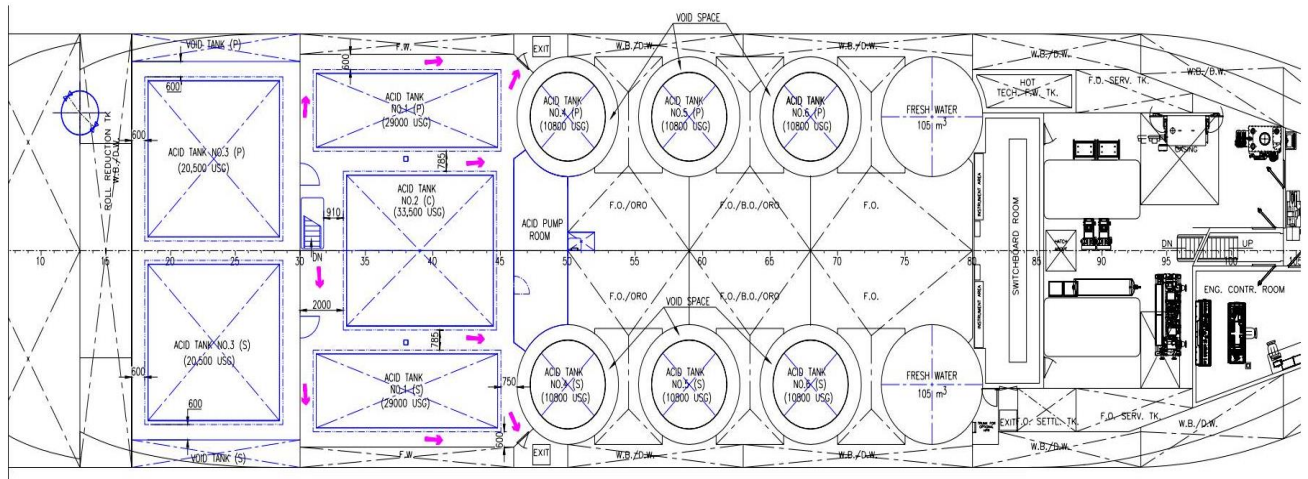 VOID TANK (P)
600
600
ACID TANK NO.3 (P)
(20,500 USG)
ROLL REDUCTION TK
W.B./D.W.
ACID TANK NO.3 (S)
(20,500 USG)
600
600
VOID TANK (S)
F.W.
600
ACID TANK
NO.1 (P)
(29000 USG)
785
910
DN
2000
ACID TANK
NO.2 (C)
(33,500 USG)
785
ACID TANK
NO.1 (S)
(29000 USG)
750
600
F.W.
EXIT
EXIT
ACID PUMP
ROOM
VOID SPACE
W.B./D.W.
W.B./D.W.
ACID TANK
NO.4 (P)
(10800 USG)
ACID TANK
NO.5 (P)
(10800 USG)
ACID TANK
NO.6 (P)
(10800 USG)
FRESH WATER
105 m³
F.O./ORO
F.O./B.O./ORO
F.O.
F.O./ORO
F.O./B.O./ORO
F.O.
VOID SPACE
ACID TANK
NO.4 (S)
(10800 USG)
ACID TANK
NO.5 (S)
(10800 USG)
ACID TANK
NO.6 (S)
(10800 USG)
FRESH WATER
105 m³
W.B./D.W.
W.B./D.W.
10
20
25
30
35
40
45
50
55
60
65
70
75
80
85
90
95
100
INSTRUMENT AREA
INSTRUMENT AREA
SWITCHBOARD ROOM
W.B./D.W.
HOT
TECH. F.W. TK.
F.O. SERV. TK.
W.B./D.W.
CASING
DN
UP
ENG. CONTR. ROOM
EXIT
F.O. SETTL. TK.
F.O. SERV. TK.
W.B./D.W.
W.B./D.W.